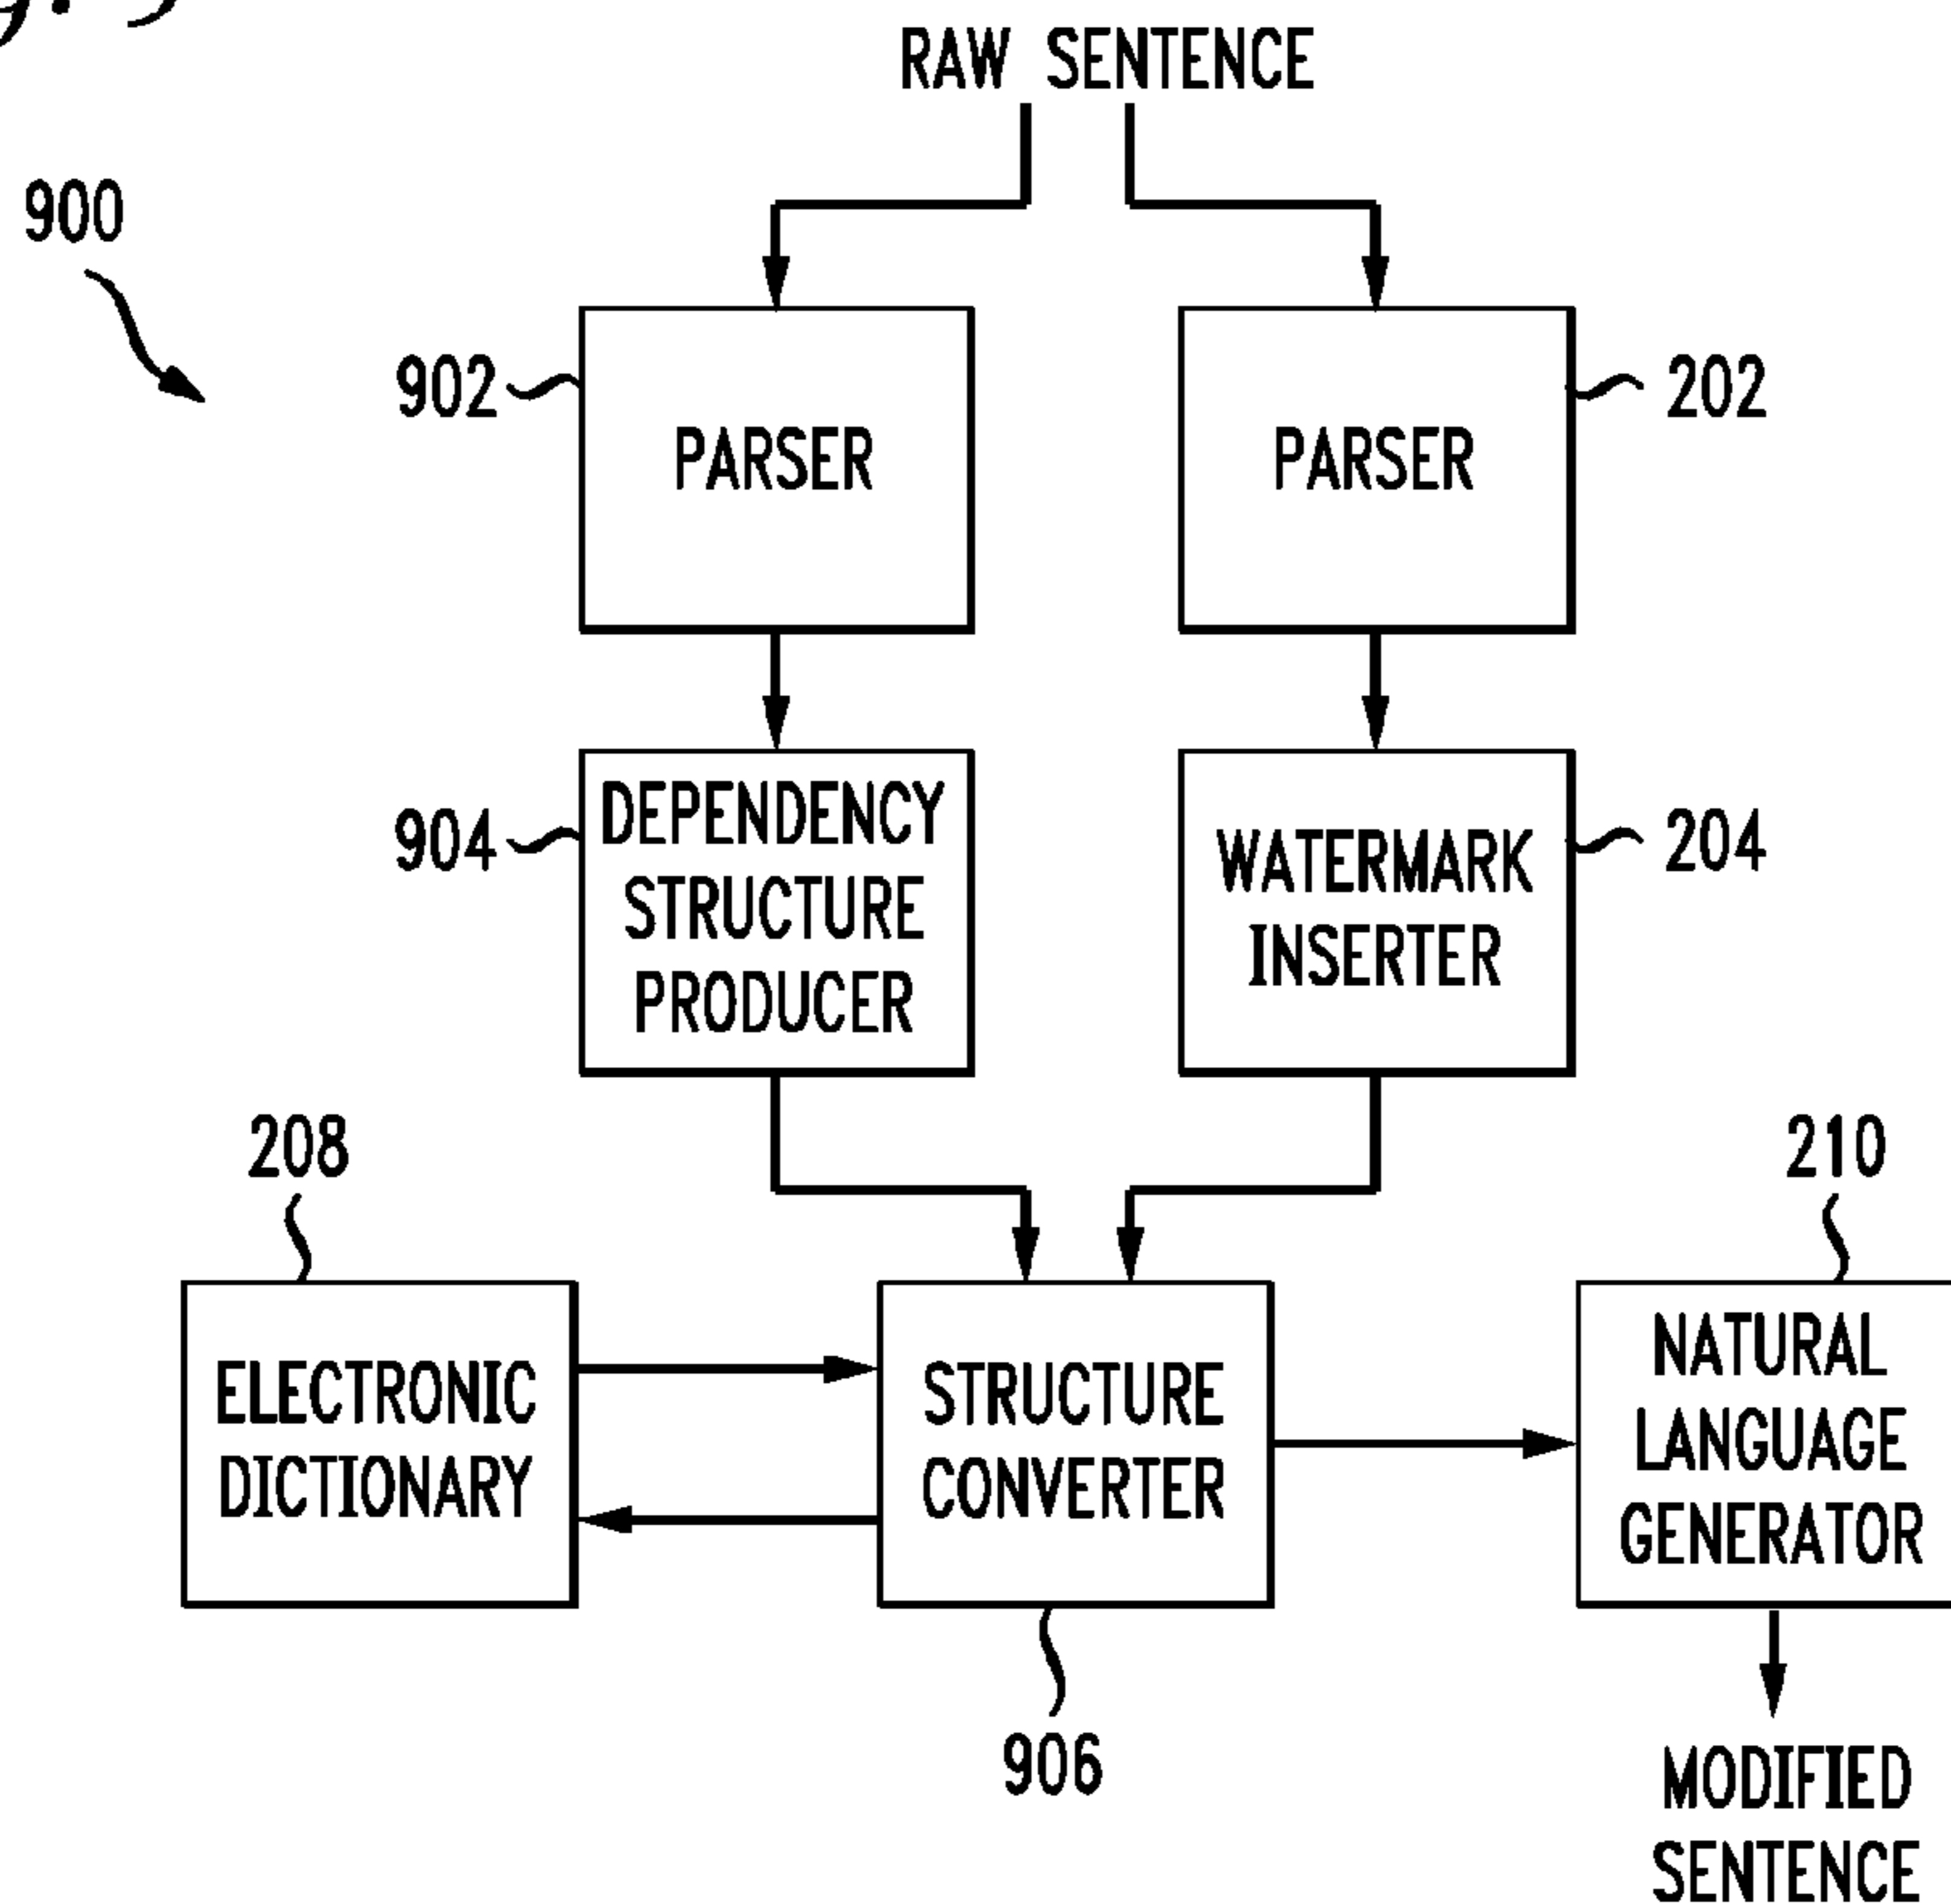 RAW SENTENCE
900
902
PARSER
PARSER
202
904
DEPENDENCY
STRUCTURE
PRODUCER
WATERMARK
INSERTER
204
208
210
ELECTRONIC
DICTIONARY
STRUCTURE
CONVERTER
NATURAL
LANGUAGE
GENERATOR
906
MODIFIED
SENTENCE